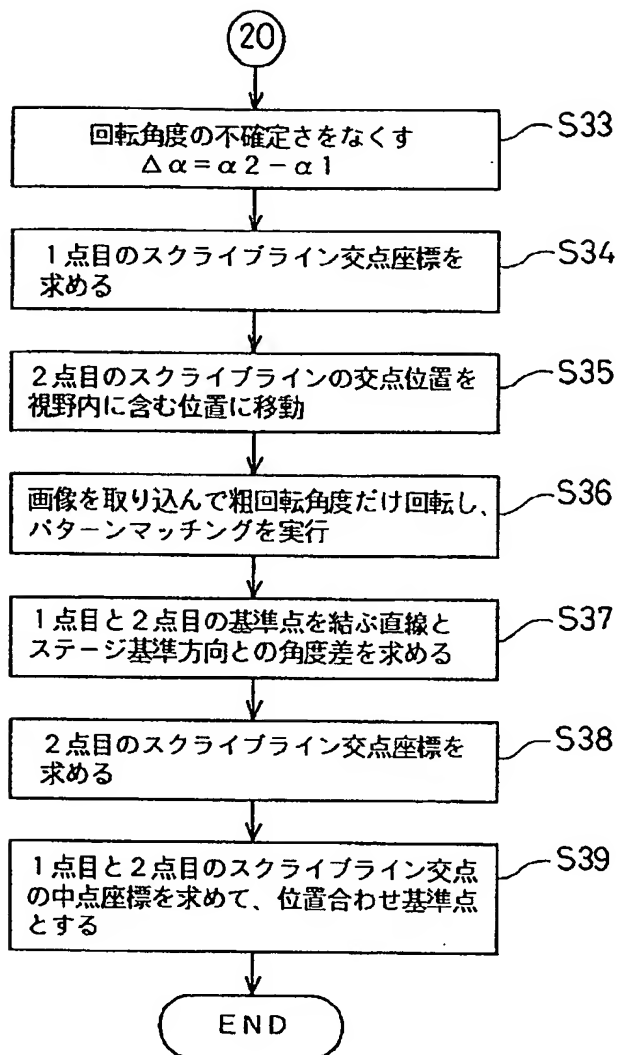 20
回転角度の不確定さをなくす
Δα=α2-α1
S33
1点目のスクライブライン交点座標を
求める
S34
2点目のスクライブラインの交点位置を
視野内に含む位置に移動
S35
画像を取り込んで粗回転角度だけ回転し、
パターンマッチングを実行
S36
1点目と2点目の基準点を結ぶ直線と
ステージ基準方向との角度差を求める
S37
2点目のスクライブライン交点座標を
求める
S38
1点目と2点目のスクライブライン交点
の中点座標を求めて、位置合わせ基準点
とする
S39
END